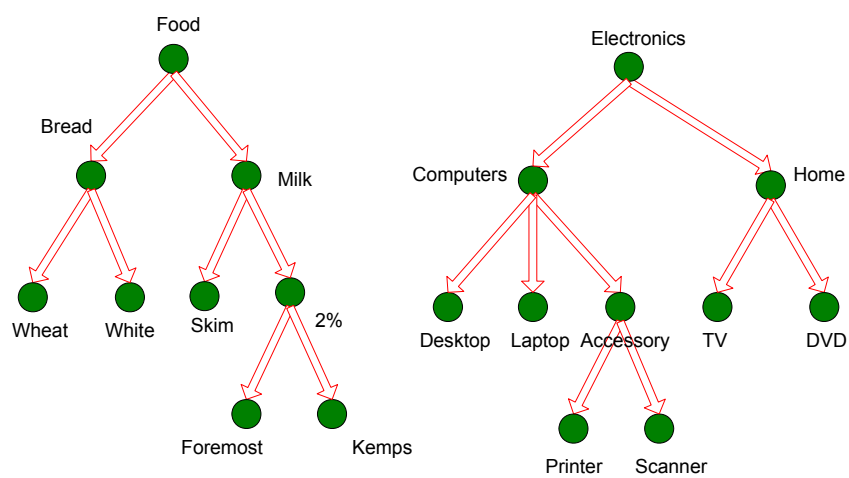 Food
Electronics
Bread
Milk
Computers
Home
Wheat
White
Skim
2%
Desktop
Laptop
Accessory
TV
DVD
Foremost
Kemps
Printer
Scanner